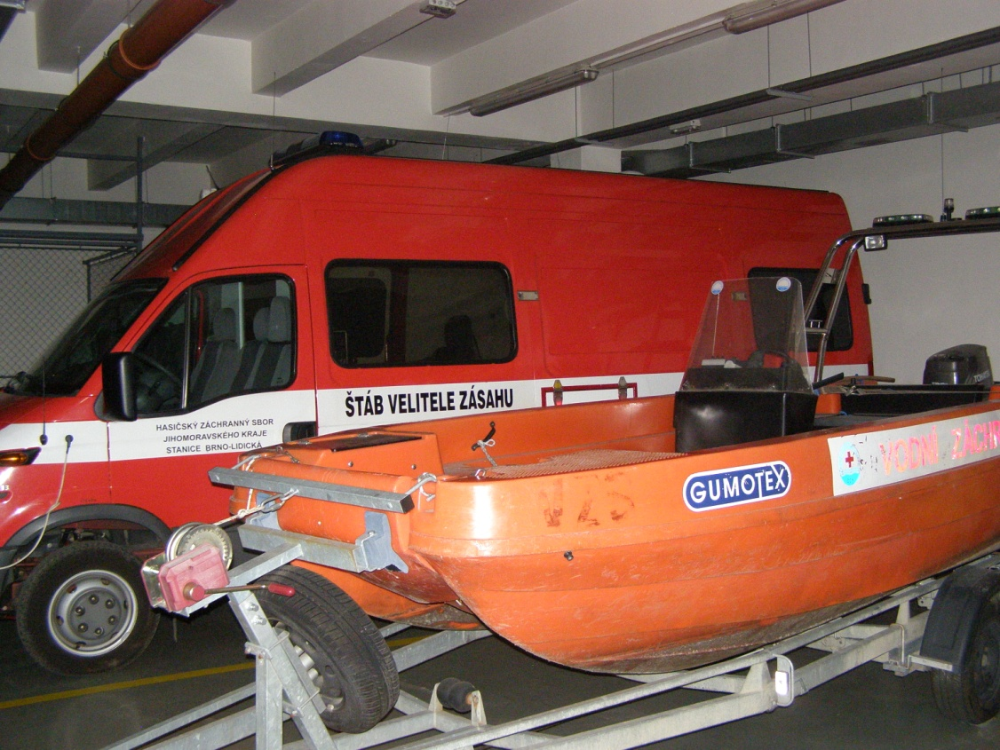 ŠTÁB VELITELE ZÁSAHU
HASIČSKÝ ZÁCHRANNÝ SBOR
JIHOMORAVSKÉHO KRAJE
STANICE BRNO-LIDICKÁ
GUMOTEX
VODNÍ ZÁCHR